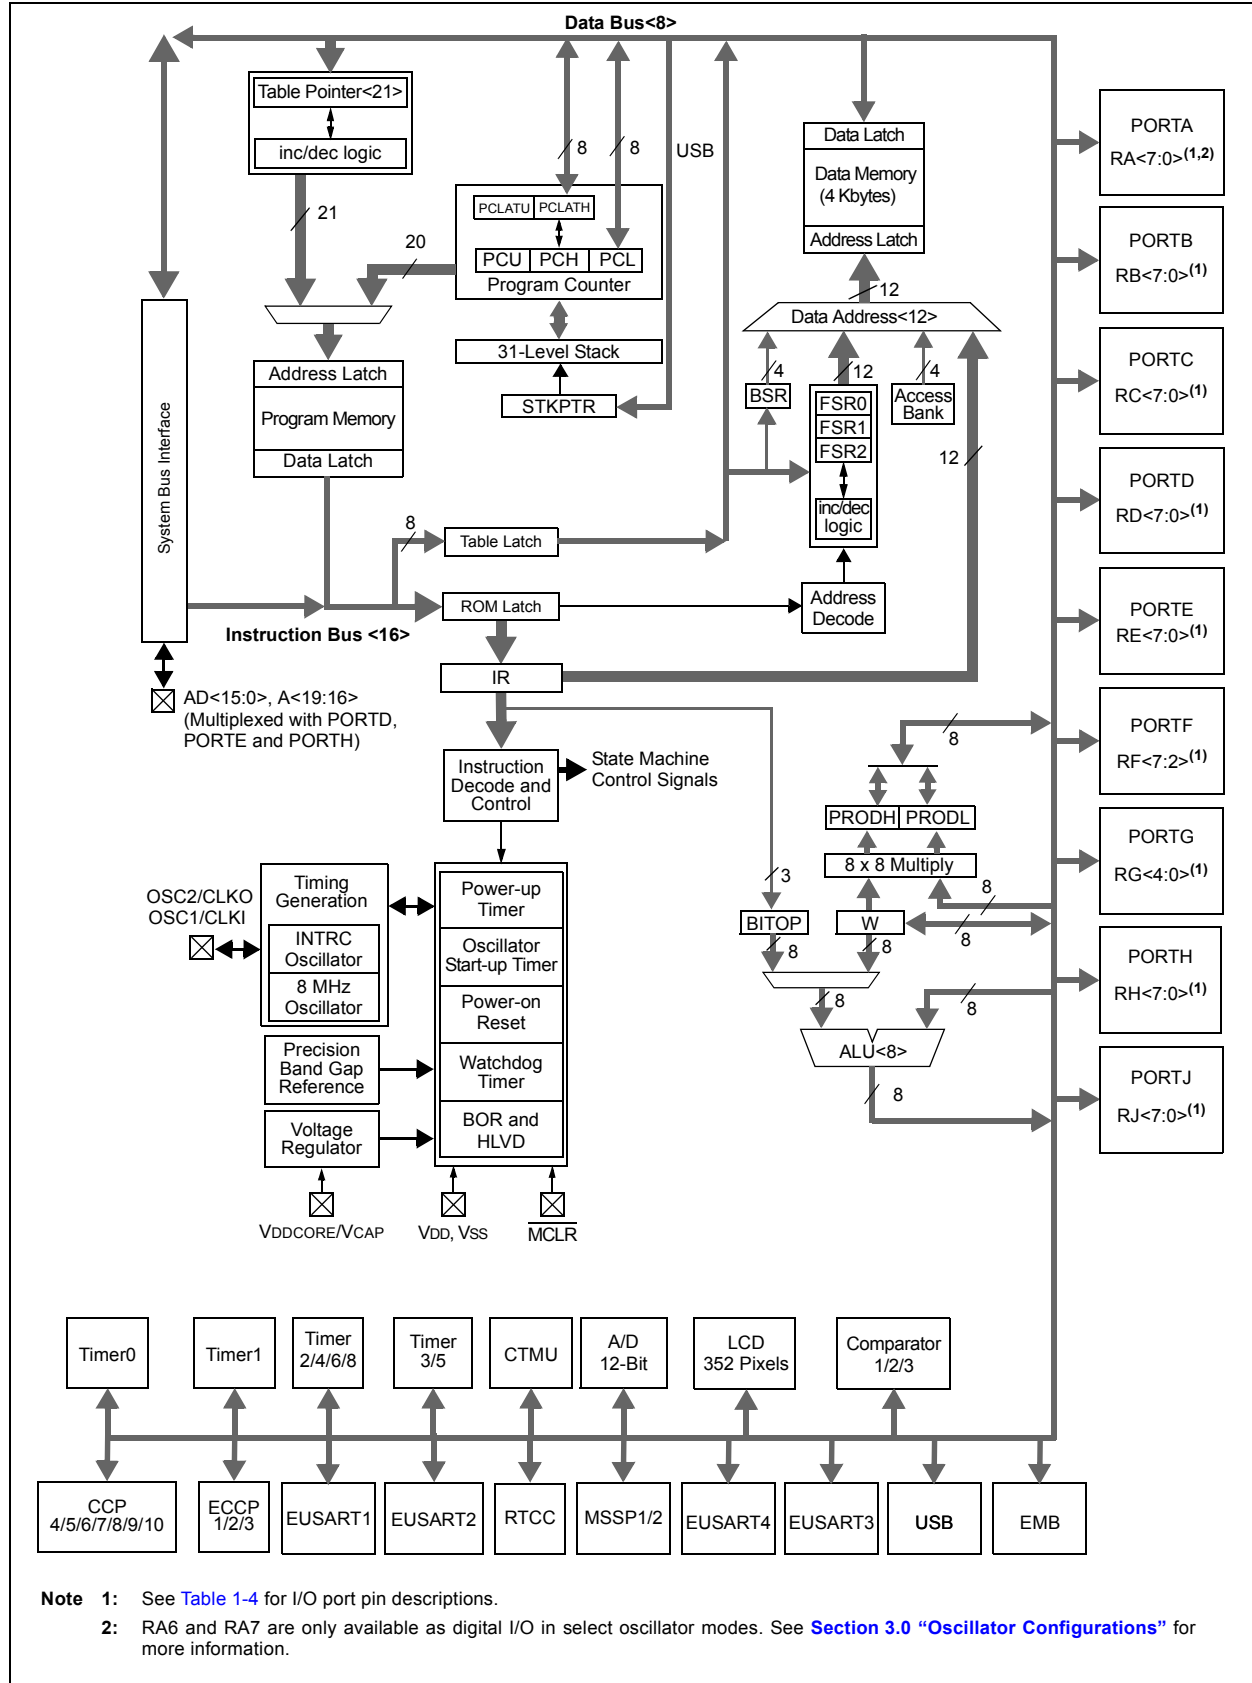 Data Bus<8>
Table Pointer<21>
inc/dec logic
21
20
8
8
USB
PCLATU
PCLATH
PCU
PCH
PCL
Program Counter
31-Level Stack
STKPTR
System Bus Interface
Address Latch
Program Memory
Data Latch
8
Table Latch
ROM Latch
Instruction Bus <16>
IR
AD<15:0>, A<19:16>
(Multiplexed with PORTD,
PORTE and PORTH)
Data Latch
Data Memory
(4 Kbytes)
Address Latch
12
Data Address<12>
4
12
4
BSR
FSR0
FSR1
FSR2
inc/dec
logic
Access
Bank
12
Address
Decode
Instruction
Decode and
Control
State Machine
Control Signals
8
PRODH
PRODL
8 x 8 Multiply
3
8
BITOP
W
8
8
8
8
8
ALU<8>
8
OSC2/CLKO
OSC1/CLKI
Timing
Generation
INTRC
Oscillator
8 MHz
Oscillator
Power-up
Timer
Oscillator
Start-up Timer
Power-on
Reset
Watchdog
Timer
BOR and
HLVD
Precision
Band Gap
Reference
Voltage
Regulator
VDDCORE/VCAP
VDD, VSS
MCLR
PORTA
RA<7:0>(1,2)
PORTB
RB<7:0>(1)
PORTC
RC<7:0>(1)
PORTD
RD<7:0>(1)
PORTE
RE<7:0>(1)
PORTF
RF<7:2>(1)
PORTG
RG<4:0>(1)
PORTH
RH<7:0>(1)
PORTJ
RJ<7:0>(1)
Timer0
Timer1
Timer
2/4/6/8
Timer
3/5
CTMU
A/D
12-Bit
LCD
352 Pixels
Comparator
1/2/3
CCP
4/5/6/7/8/9/10
ECCP
1/2/3
EUSART1
EUSART2
RTCC
MSSP1/2
EUSART4
EUSART3
USB
EMB
Note 1: See Table 1-4 for I/O port pin descriptions.
2: RA6 and RA7 are only available as digital I/O in select oscillator modes. See Section 3.0 “Oscillator Configurations” for
more information.